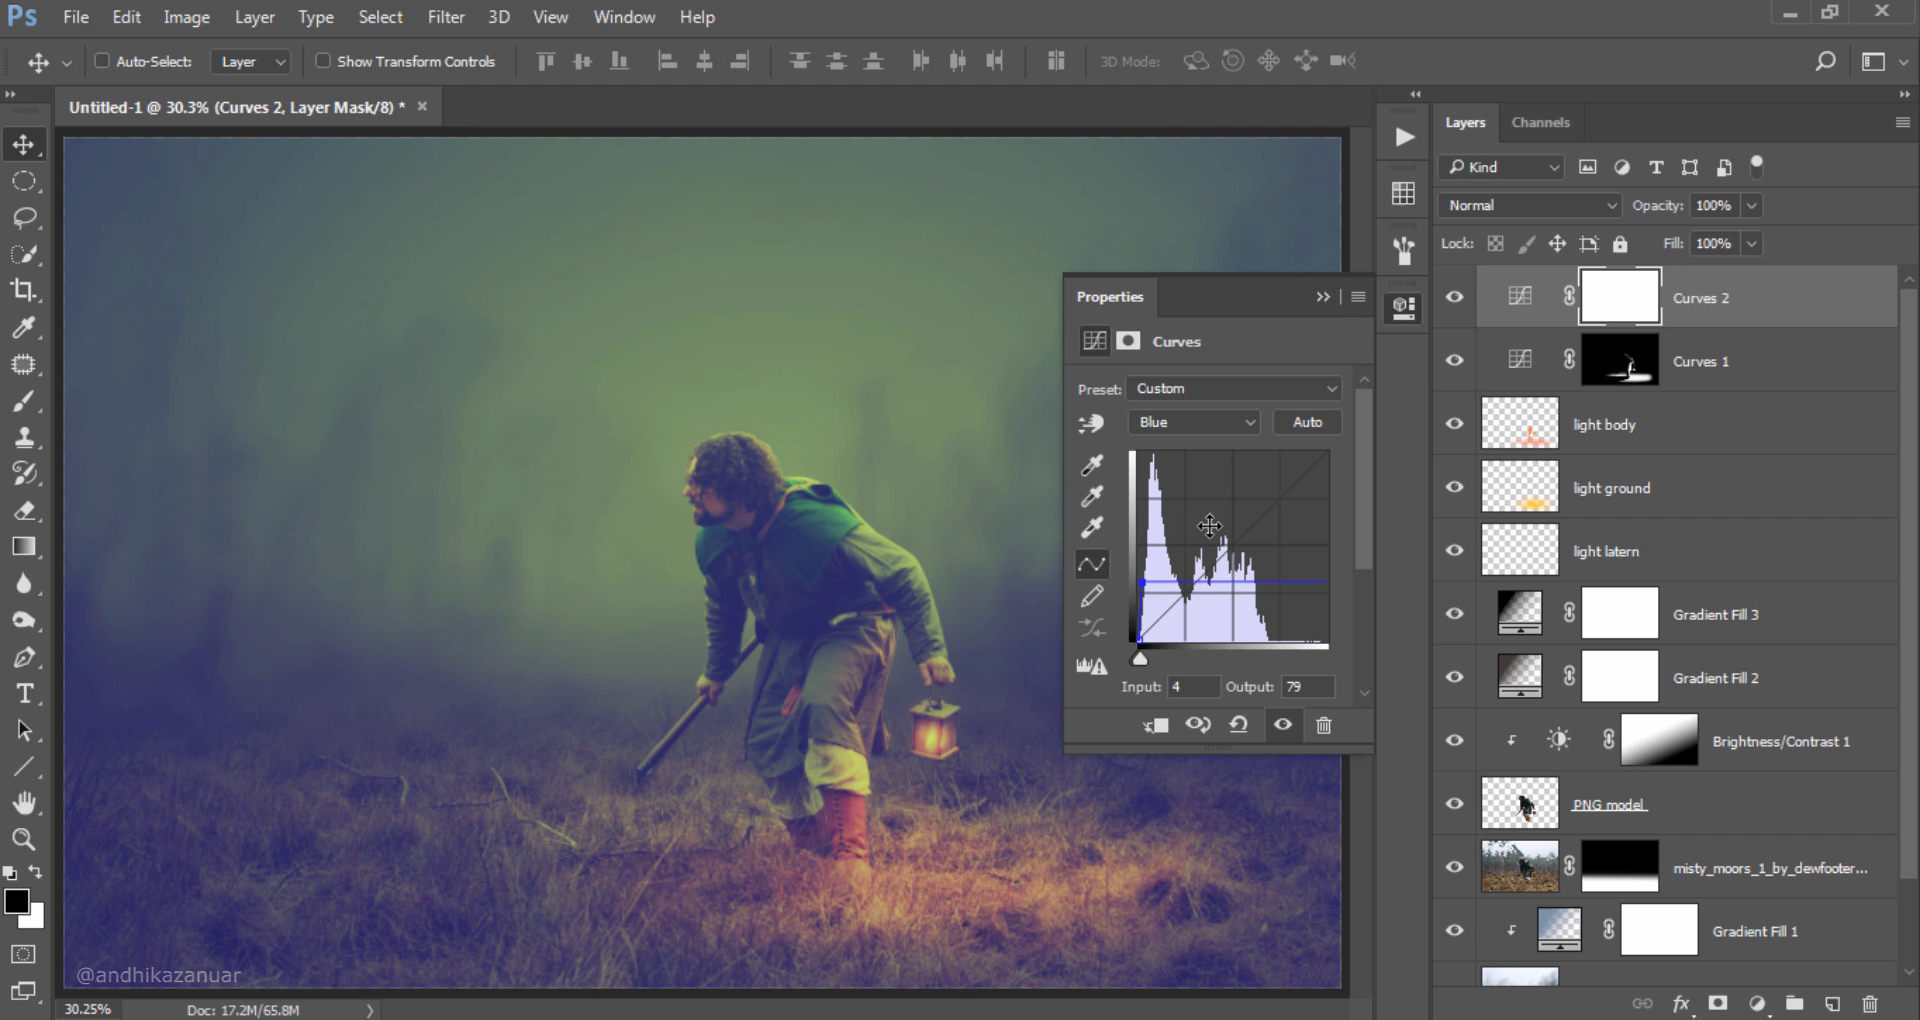 Ps File Edit Image Layer Type Select Filter 3D View Window Help
Auto-Select: Layer Show Transform Controls 3D Mode:
Untitled-1 @ 30.3% (Curves 2, Layer Mask/8) * ×
Layers Channels
Kind
Normal Opacity: 100%
Lock: Fill: 100%
Curves 2
Curves 1
light body
light ground
light latern
Gradient Fill 3
Gradient Fill 2
Brightness/Contrast 1
PNG model
misty_moors_1_by_dewfooter...
Gradient Fill 1
Properties
Curves
Preset: Custom
Blue Auto
Input: 4 Output: 79
@andhikazanuar
30.25% Doc: 17.2M/65.8M